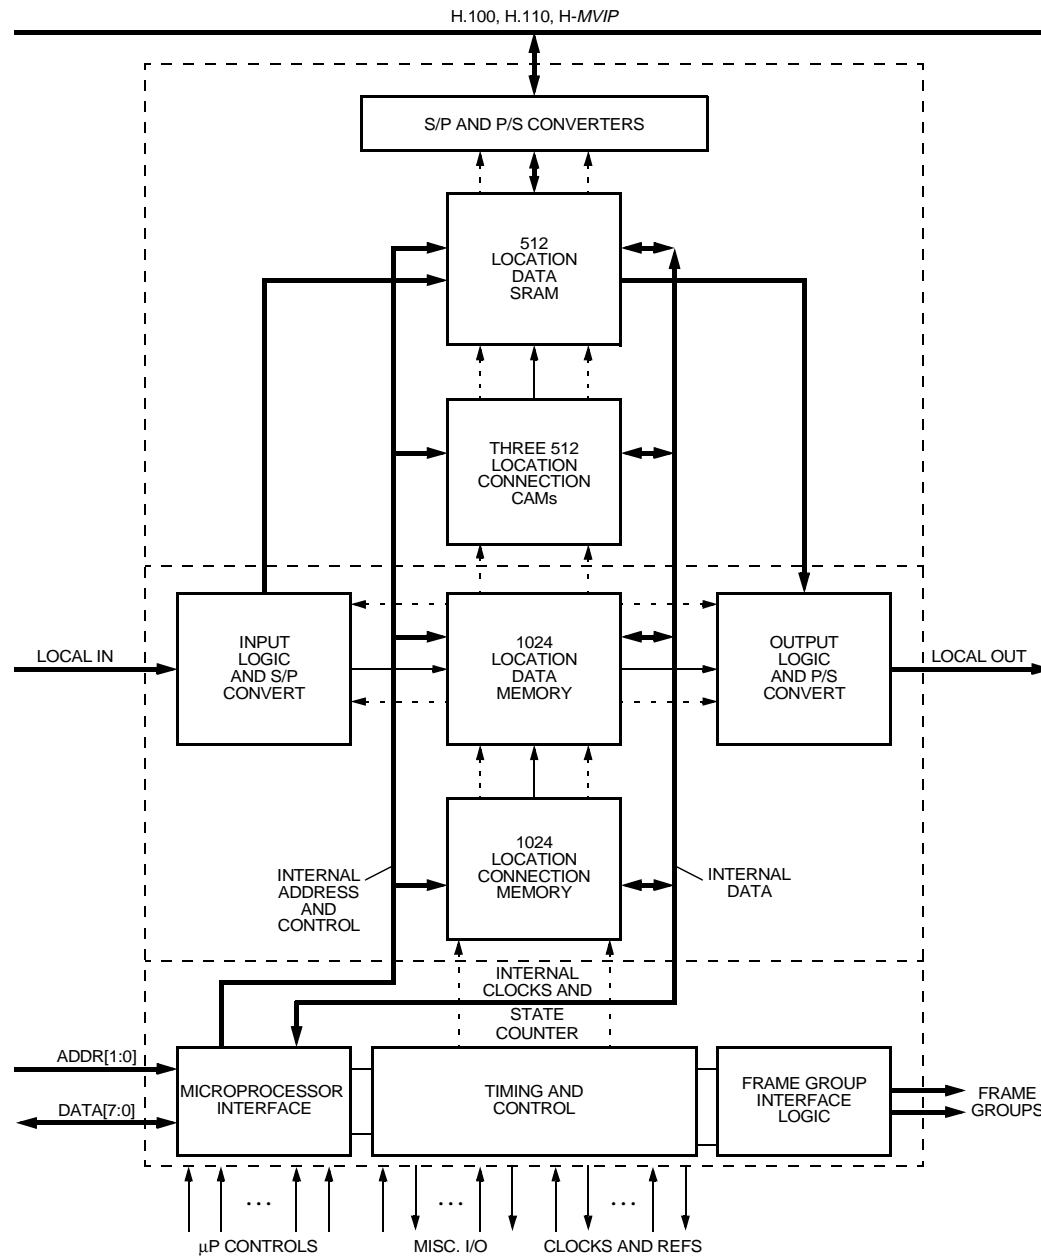 H.100, H.110, H-MVIP
S/P AND P/S CONVERTERS
512
LOCATION
DATA
SRAM
THREE 512
LOCATION
CONNECTION
CAMs
INPUT
LOGIC
AND S/P
CONVERT
1024
LOCATION
DATA
MEMORY
OUTPUT
LOGIC
AND P/S
CONVERT
LOCAL IN
LOCAL OUT
1024
LOCATION
CONNECTION
MEMORY
INTERNAL
ADDRESS
AND
CONTROL
INTERNAL
DATA
INTERNAL
CLOCKS AND
STATE
COUNTER
ADDR[1:0]
DATA[7:0]
MICROPROCESSOR
INTERFACE
TIMING AND
CONTROL
FRAME GROUP
INTERFACE
LOGIC
FRAME
GROUPS
...
...
...
µP CONTROLS
MISC. I/O
CLOCKS AND REFS